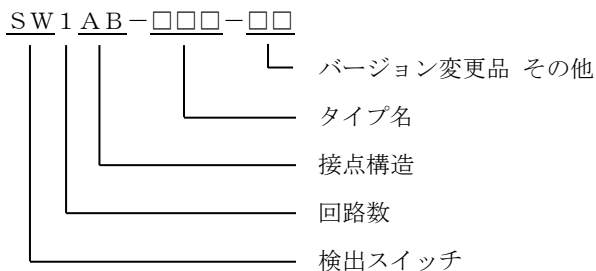 ＳＷ１ＡＢ－□□□－□□
バージョン変更品 その他
タイプ名
接点構造
回路数
検出スイッチ